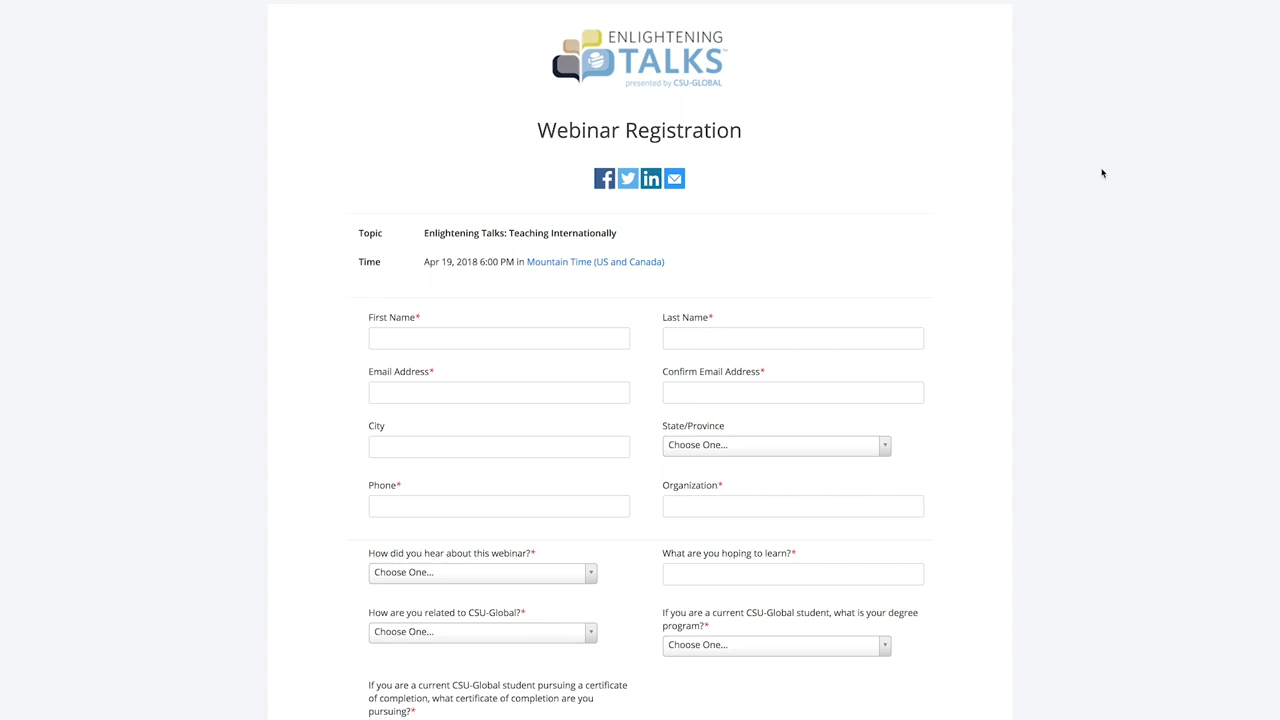 ENLIGHTENING
TALKS™
presented by CSU-GLOBAL
Webinar Registration
Topic Enlightening Talks: Teaching Internationally
Time Apr 19, 2018 6:00 PM in Mountain Time (US and Canada)
First Name* Last Name*
Email Address* Confirm Email Address*
City State/Province
Choose One...
Phone* Organization*
How did you hear about this webinar?* What are you hoping to learn?*
Choose One...
How are you related to CSU-Global?* If you are a current CSU-Global student, what is your degree
program?*
Choose One... Choose One...
If you are a current CSU-Global student pursuing a certificate
of completion, what certificate of completion are you
pursuing?*